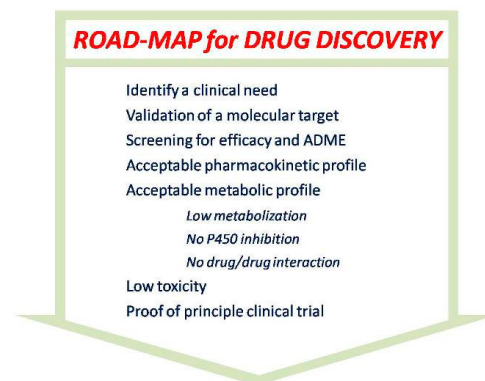 ROAD-MAP for DRUG DISCOVERY
Identify a clinical need
Validation of a molecular target
Screening for efficacy and ADME
Acceptable pharmacokinetic profile
Acceptable metabolic profile
Low metabolization
No P450 inhibition
No drug/drug interaction
Low toxicity
Proof of principle clinical trial